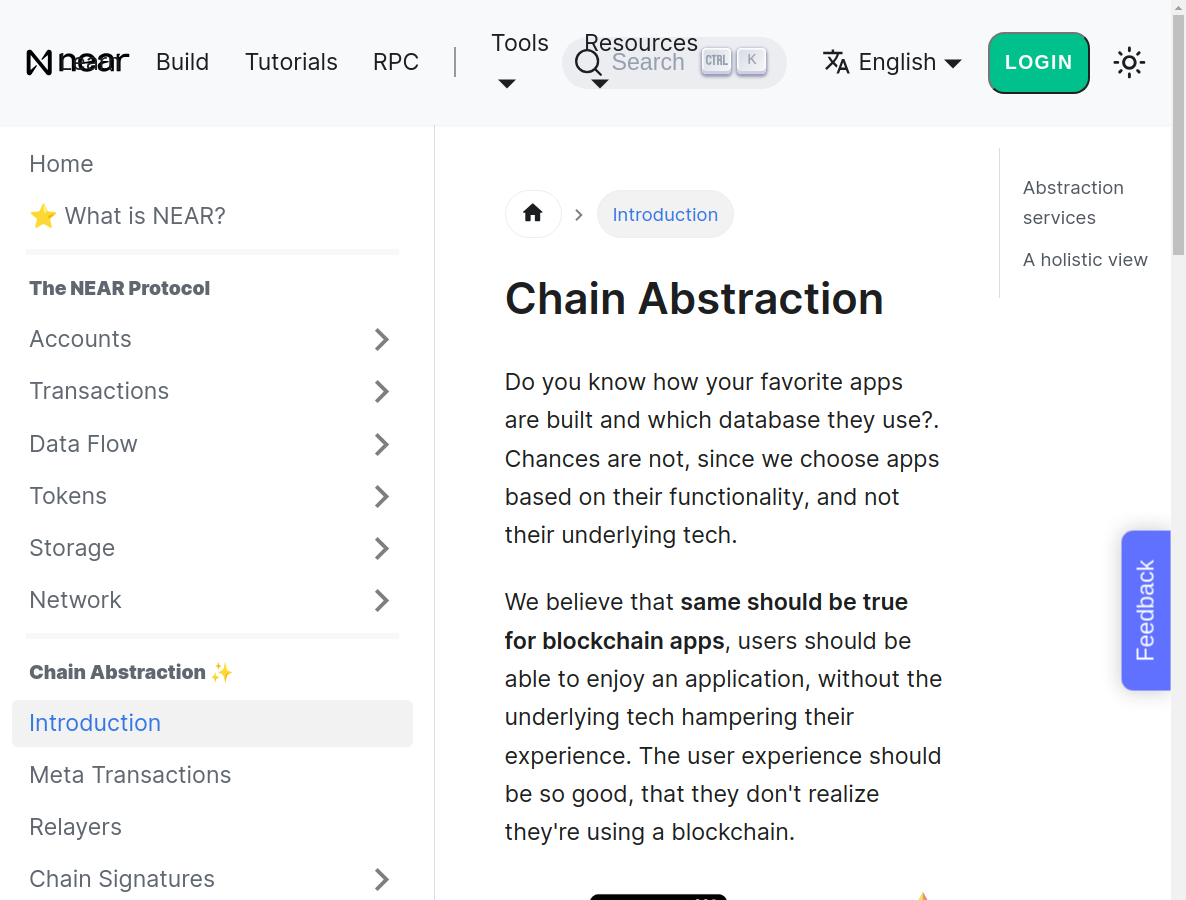 near
Learn
Build
Tutorials
RPC
Tools
Resources
Search
CTRL
K
English
LOGIN
Home
⭐ What is NEAR?
The NEAR Protocol
Accounts
Transactions
Data Flow
Tokens
Storage
Network
Chain Abstraction ✨
Introduction
Meta Transactions
Relayers
Chain Signatures
Introduction
Chain Abstraction
Do you know how your favorite apps
are built and which database they use?.
Chances are not, since we choose apps
based on their functionality, and not
their underlying tech.
We believe that same should be true
for blockchain apps, users should be
able to enjoy an application, without the
underlying tech hampering their
experience. The user experience should
be so good, that they don't realize
they're using a blockchain.
Abstraction
services
A holistic view
Feedback